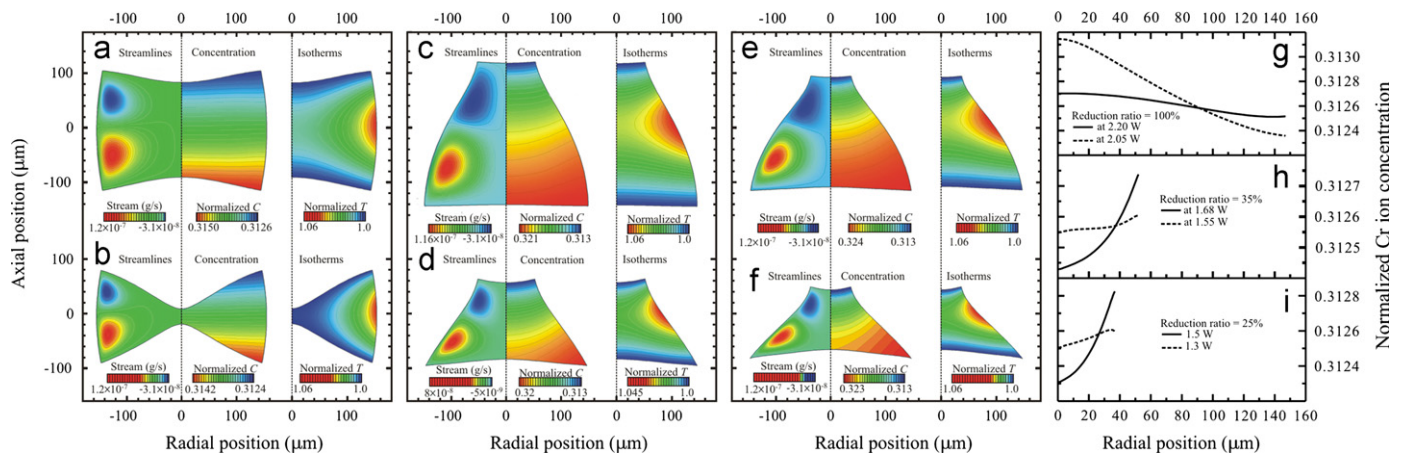 -100 0 100 0 100
-100 0 100 0 100
-100 0 100 0 100
0 20 40 60 80 100 120 140 160
a
Streamlines Concentration Isotherms
c
Streamlines Concentration Isotherms
e
Streamlines Concentration Isotherms
g
100
0
-100
100
0
-100
Axial position (μm)
Stream (g/s) Normalized C Normalized T
1.2×10⁻⁷ -3.1×10⁻⁸ 0.3150 0.3126 1.06 1.0
Stream (g/s) Normalized C Normalized T
1.16×10⁻⁷ -3.1×10⁻⁸ 0.321 0.313 1.06 1.0
Stream (g/s) Normalized C Normalized T
1.2×10⁻⁷ -3.1×10⁻⁸ 0.324 0.313 1.06 1.0
b
Streamlines Concentration Isotherms
d
Streamlines Concentration Isotherms
f
Streamlines Concentration Isotherms
Stream (g/s) Normalized C Normalized T
1.2×10⁻⁷ -3.1×10⁻⁸ 0.3142 0.3124 1.06 1.0
Stream (g/s) Normalized C Normalized T
8×10⁻⁸ -5×10⁻⁹ 0.32 0.313 1.045 1.0
Stream (g/s) Normalized C Normalized T
1.2×10⁻⁷ -3.1×10⁻⁸ 0.323 0.313 1.06 1.0
-100 0 100 0 100
Radial position (μm)
-100 0 100 0 100
Radial position (μm)
-100 0 100 0 100
Radial position (μm)
Reduction ratio = 100%
at 2.20 W
at 2.05 W
0.3130
0.3128
0.3126
0.3124
h
Reduction ratio = 35%
at 1.68 W
at 1.55 W
0.3127
0.3126
0.3125
i
Reduction ratio = 25%
1.5 W
1.3 W
0.3128
0.3126
0.3124
0 20 40 60 80 100 120 140 160
Radial position (μm)
Normalized Cr ion concentration